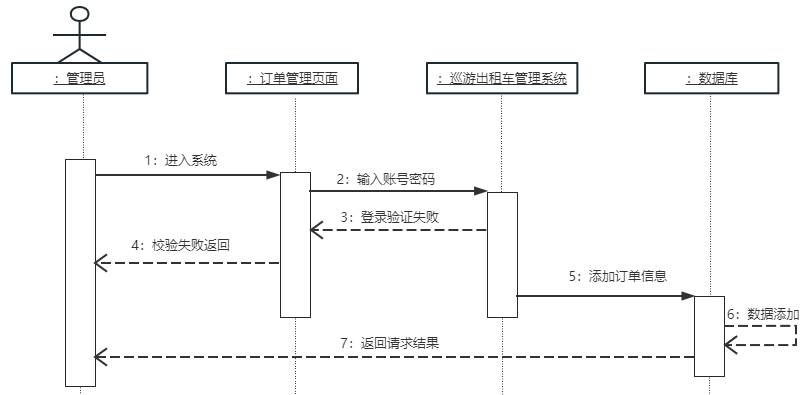 ：管理员
：订单管理页面
：巡游出租车管理系统
：数据库
1：进入系统
2：输入账号密码
3：登录验证失败
4：校验失败返回
5：添加订单信息
6：数据添加
7：返回请求结果